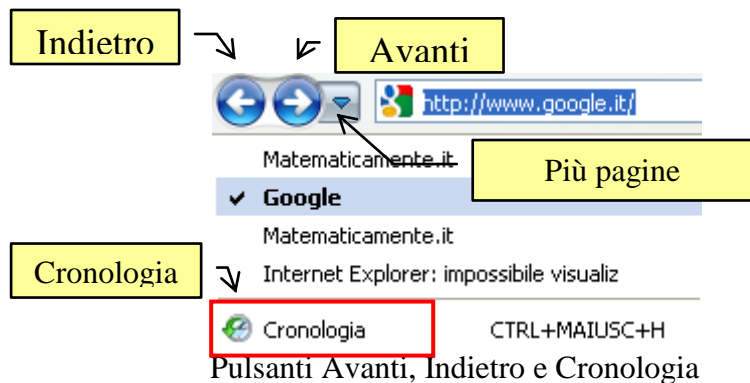 Indietro
Avanti
http://www.google.it/
Matematicamente.it
Più pagine
Google
Matematicamente.it
Cronologia
Internet Explorer: impossibile visualiz
Cronologia CTRL+MAIUSC+H
Pulsanti Avanti, Indietro e Cronologia